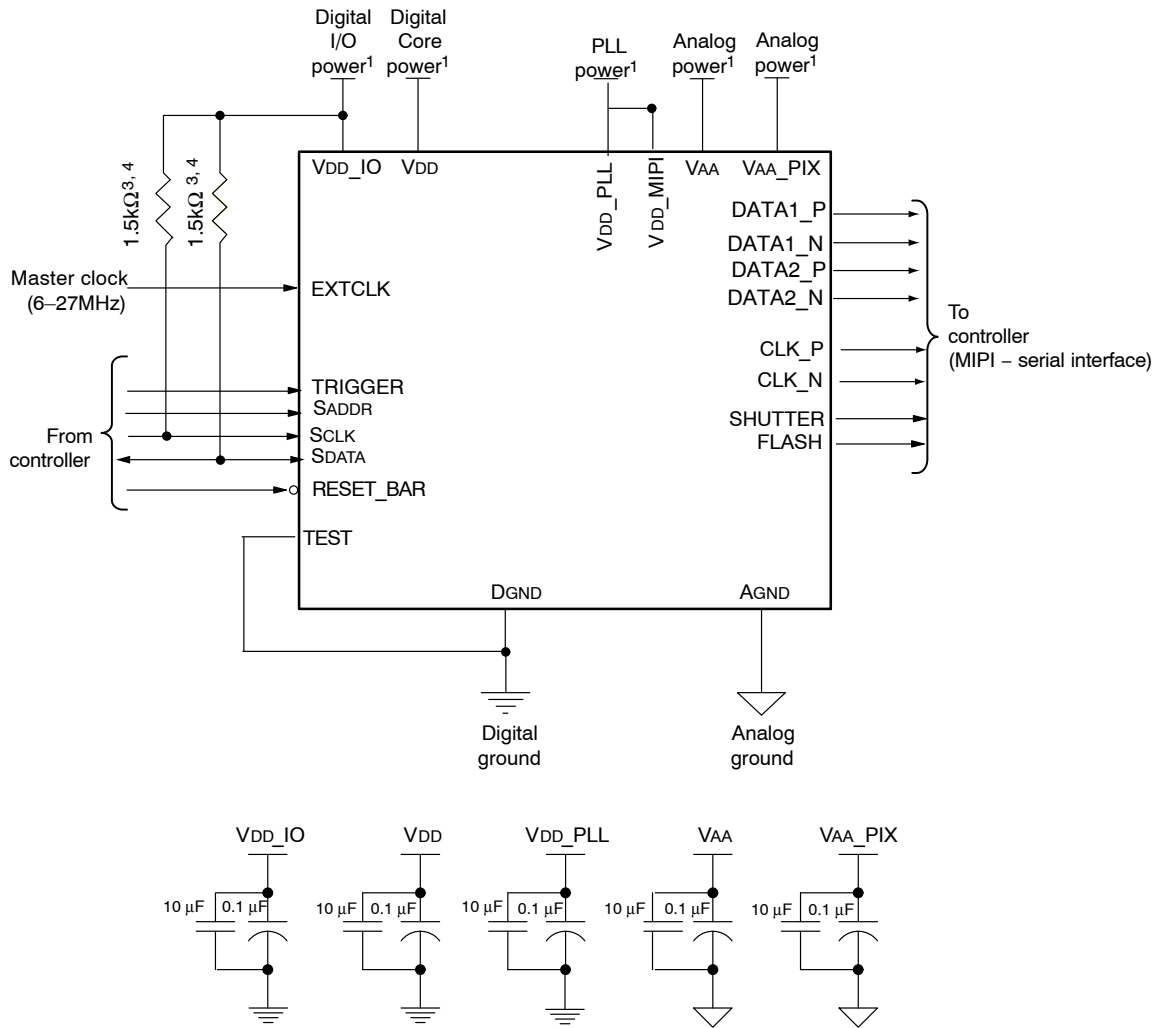 Digital
I/O
power1
Digital
Core
power1
PLL
power1
Analog
power1
Analog
power1
VDD_IO
VDD
VDD_PLL
VDD_MIPI
VAA
VAA_PIX
1.5kΩ3, 4
1.5kΩ3, 4
Master clock
(6–27MHz)
EXTCLK
From
controller
TRIGGER
SADDR
SCLK
SDATA
RESET_BAR
TEST
DATA1_P
DATA1_N
DATA2_P
DATA2_N
CLK_P
CLK_N
SHUTTER
FLASH
To
controller
(MIPI – serial interface)
DGND
AGND
Digital
ground
Analog
ground
VDD_IO
10 μF 0.1 μF
VDD
10 μF 0.1 μF
VDD_PLL
10 μF 0.1 μF
VAA
10 μF 0.1 μF
VAA_PIX
10 μF 0.1 μF